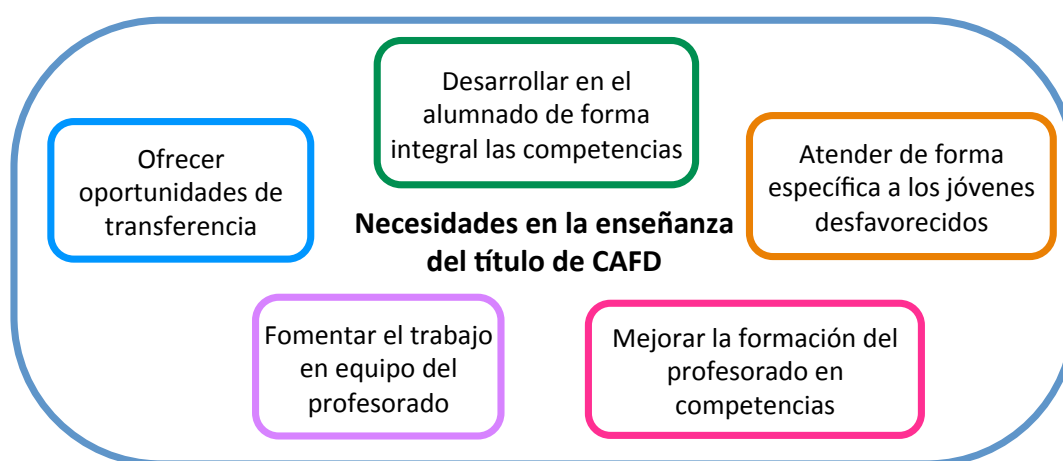 Desarrollar en el
alumnado de forma
integral las competencias
Ofrecer
oportunidades de
transferencia
Atender de forma
específica a los jóvenes
desfavorecidos
Necesidades en la enseñanza
del título de CAFD
Fomentar el trabajo
en equipo del
profesorado
Mejorar la formación del
profesorado en
competencias